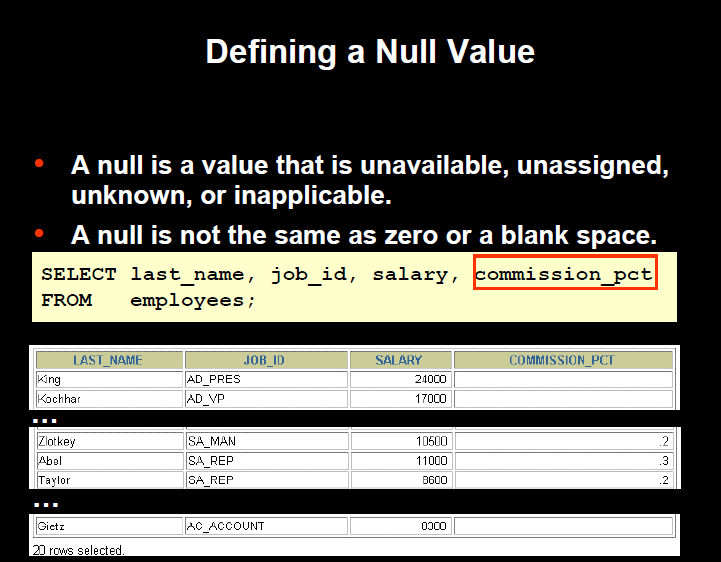 Defining a Null Value
• A null is a value that is unavailable, unassigned,
unknown, or inapplicable.
• A null is not the same as zero or a blank space.
SELECT last_name, job_id, salary, commission_pct
FROM employees;
LAST_NAME JOB_ID SALARY COMMISSION_PCT
King AD_PRES 24000
Kochhar AD_VP 17000
...
Zlotkey SA_MAN 10500 .2
Abel SA_REP 11000 .3
Taylor SA_REP 8600 .2
...
Gietz AC_ACCOUNT
20 rows selected.